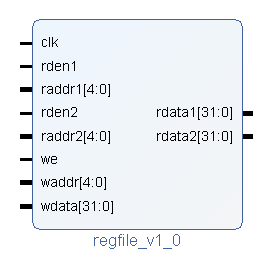 clk
rden1
raddr1[4:0]
rden2
raddr2[4:0]
we
waddr[4:0]
wdata[31:0]
rdata1[31:0]
rdata2[31:0]
regfile_v1_0